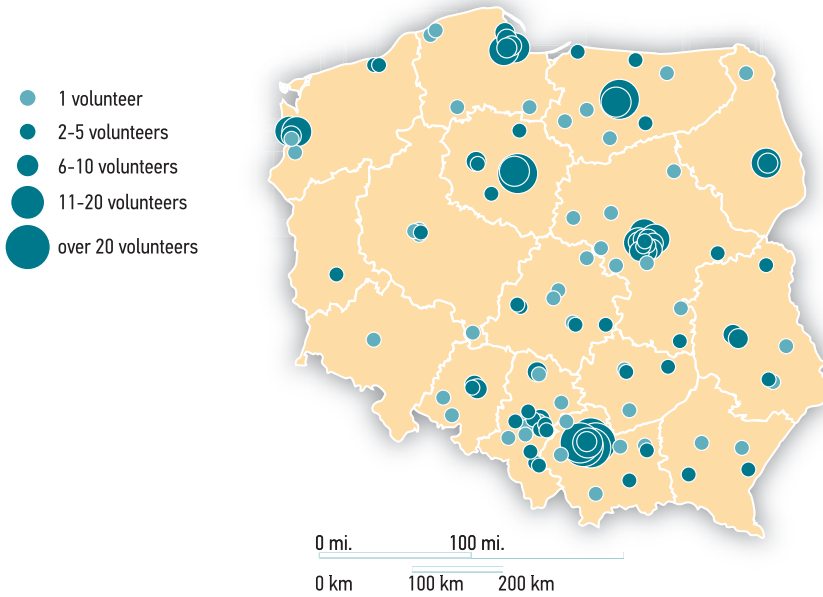 1 volunteer
2-5 volunteers
6-10 volunteers
11-20 volunteers
over 20 volunteers
0 mi. 100 mi.
0 km 100 km 200 km